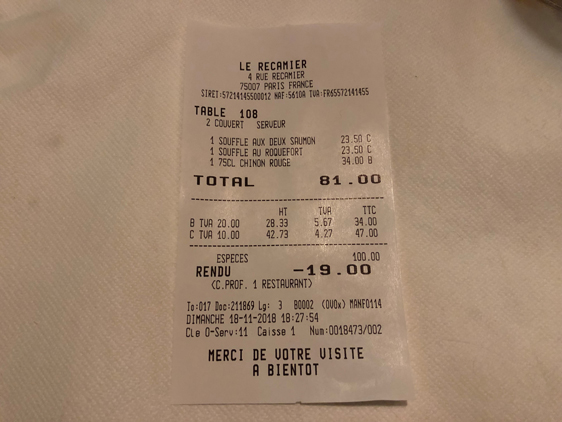 LE RECAMIER
4 RUE RECAMIER
75007 PARIS FRANCE
SIRET:57214145500012 NAF:5610A TVA:FR65572141455
TABLE 108
2 COUVERT SERVEUR
1 SOUFFLE AUX DEUX SAUMON 23.50 C
1 SOUFFLE AU ROQUEFORT 23.50 C
1 75CL CHINON ROUGE 34.00 B
TOTAL 81.00
HT TVA TTC
B TVA 20.00 28.33 5.67 34.00
C TVA 10.00 42.73 4.27 47.00
ESPECES 100.00
RENDU -19.00
(C.PROF. 1 RESTAURANT)
To:017 Doc:211869 Lg: 3 B0002 (OVOx) MANF0114
DIMANCHE 18-11-2018 18:27:54
Cle 0-Serv:11 Caisse 1 Num:0018473/002
MERCI DE VOTRE VISITE
A BIENTOT